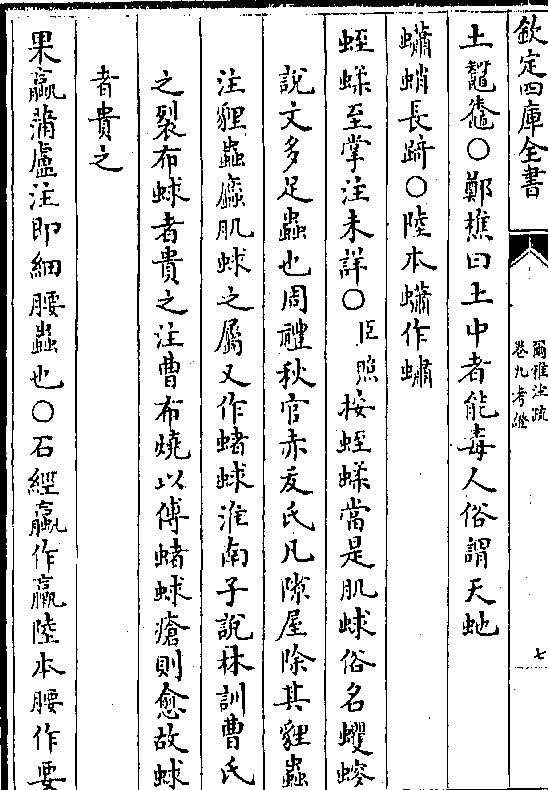 欽定四庫全書
爾雅注疏
卷九考證
七
土䵹鼄○鄭樵曰土中者能毒人俗謂天虵
蠨蛸長踦○陸本蠨作蟰
蛭蝚至掌注未詳○臣照按蛭蝚當是肌蛷俗名蠼螋
說文多足蟲也周禮秋官赤犮氏凡隙屋除其貍蟲
注貍蟲䗪肌蛷之屬又作蝫蛷淮南子說林訓曹氏
之裂布蛷者貴之注曹布燒以傅蝫蛷瘡則愈故蛷
者貴之
果蠃蒲盧注即細腰蟲也○石經蠃作臝陸本腰作要